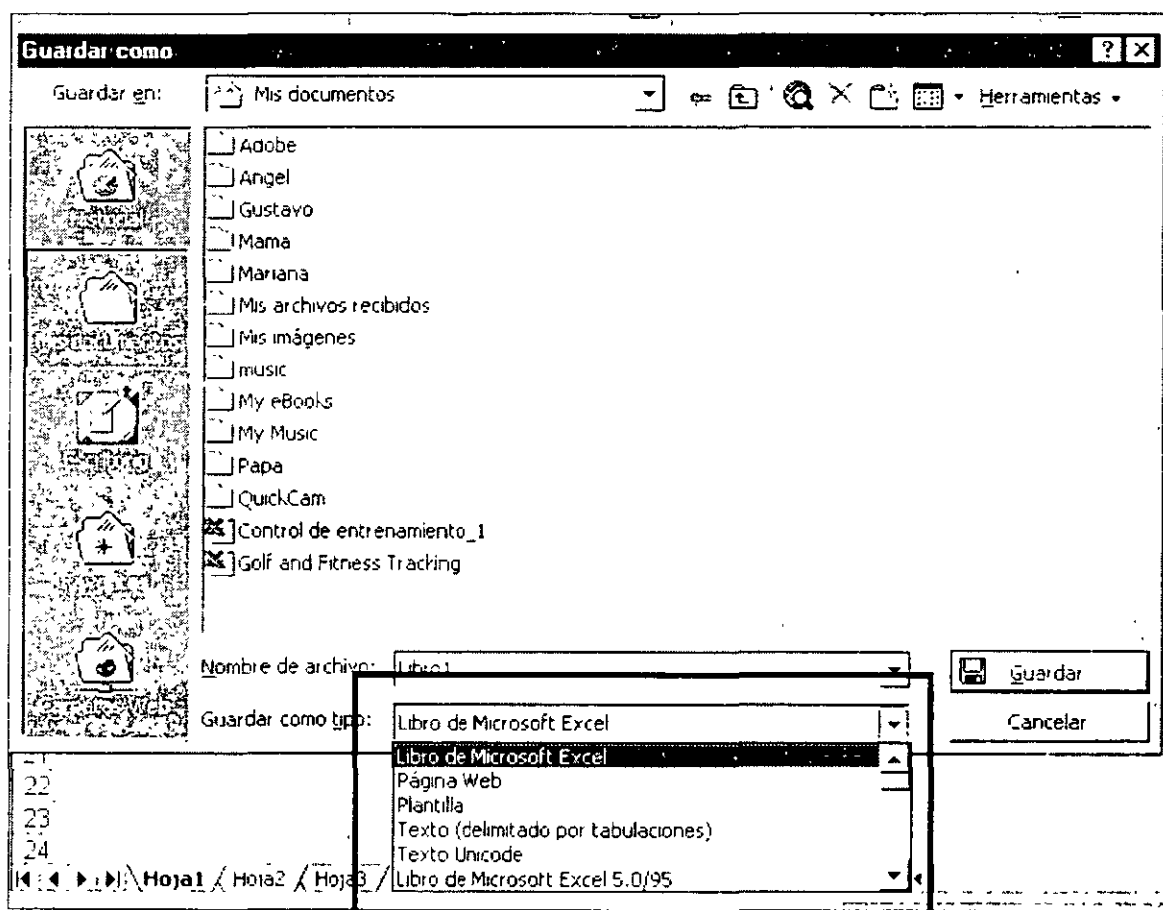 Guardar como
Guardar en: Mis documentos Herramientas
Adobe
Angel
Gustavo
Mama
Mariana
Mis archivos recibidos
Mis imágenes
music
My eBooks
My Music
Papa
QuickCam
Control de entrenamiento_1
Golf and Fitness Tracking
Nombre de archivo: Libro1 Guardar
Guardar como tipo: Libro de Microsoft Excel Cancelar
Libro de Microsoft Excel
Página Web
Plantilla
Texto (delimitado por tabulaciones)
Texto Unicode
Libro de Microsoft Excel 5.0/95
22
23
24
Hoja1 Hoja2 Hoja3